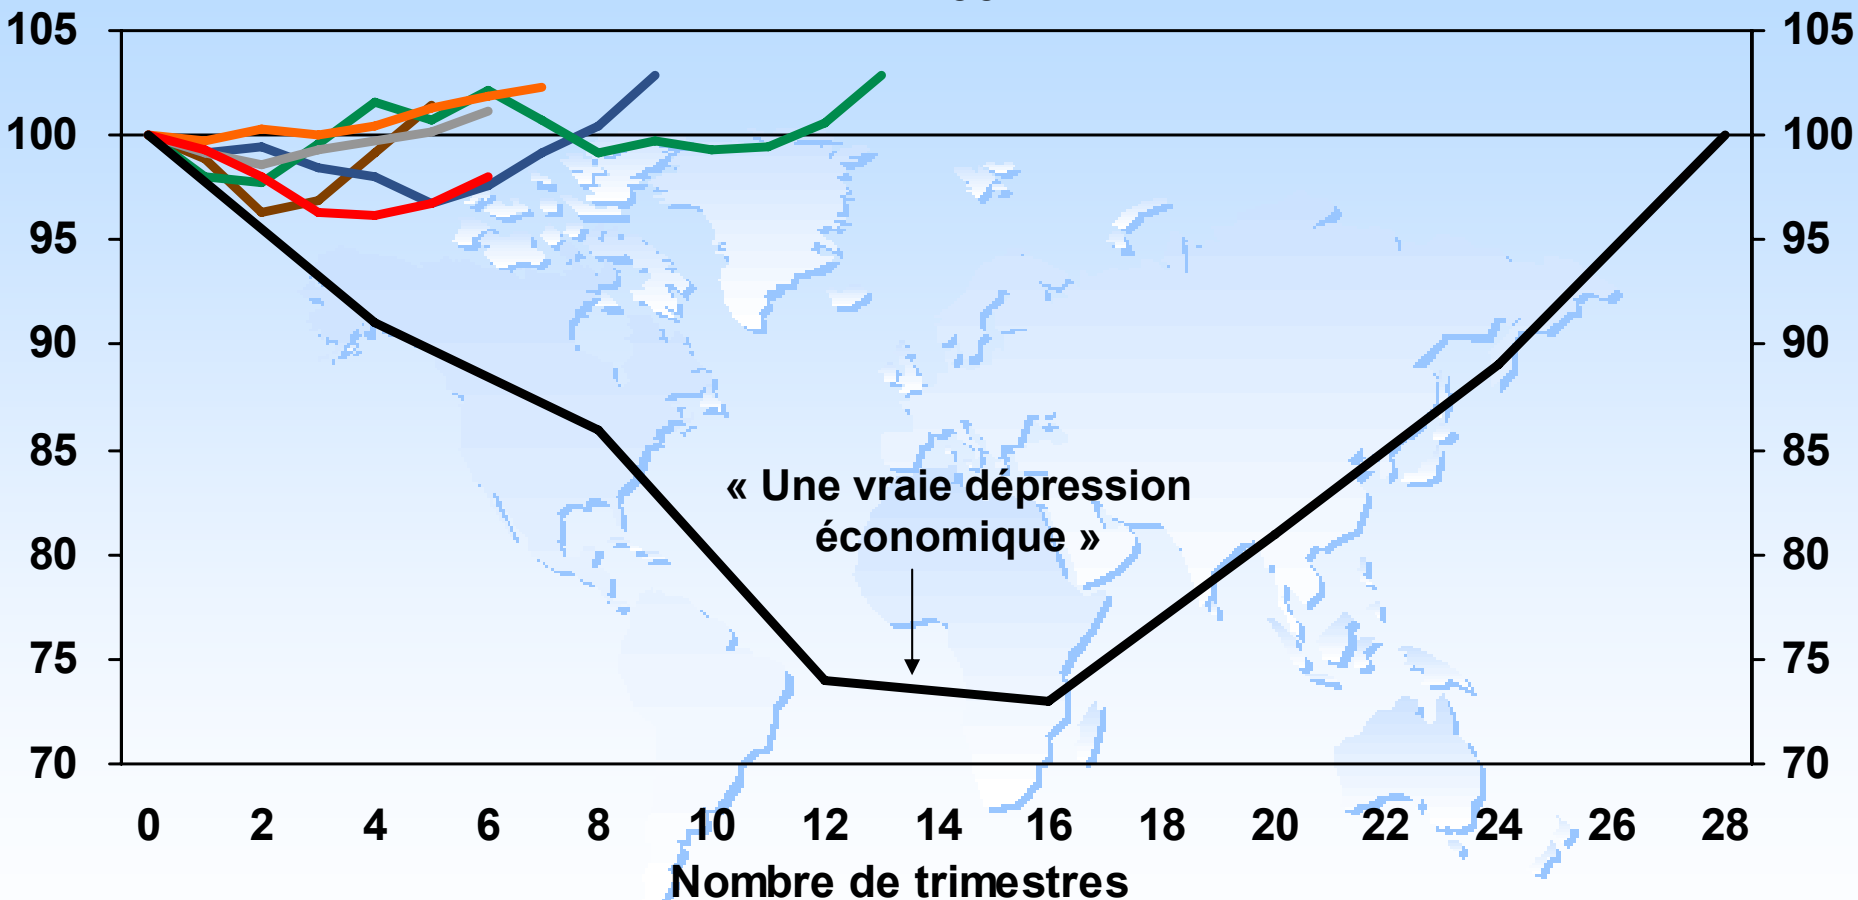 105 105
100 100
95 95
90 90
85 85
« Une vraie dépression
économique »
80 80
75 75
70 70
0 2 4 6 8 10 12 14 16 18 20 22 24 26 28
Nombre de trimestres